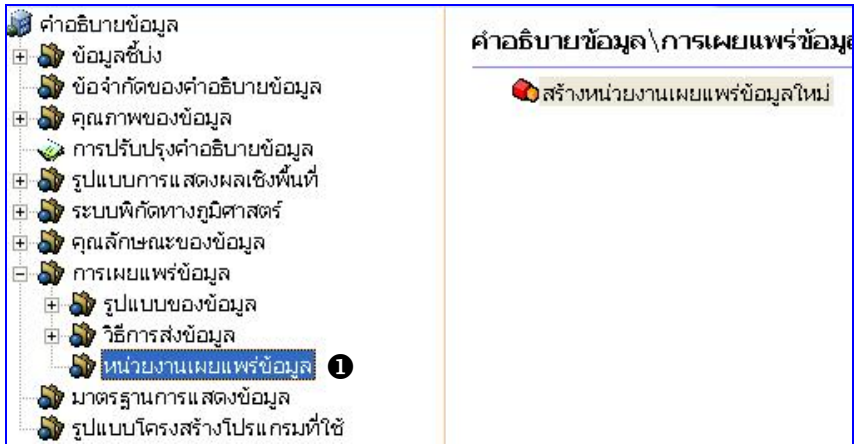 คำอธิบายข้อมูล
ข้อมูลชี้บ่ง
ข้อจำกัดของคำอธิบายข้อมูล
คุณภาพของข้อมูล
การปรับปรุงคำอธิบายข้อมูล
รูปแบบการแสดงผลเชิงพื้นที่
ระบบพิกัดทางภูมิศาสตร์
คุณลักษณะของข้อมูล
การเผยแพร่ข้อมูล
รูปแบบของข้อมูล
วิธีการส่งข้อมูล
หน่วยงานเผยแพร่ข้อมูล ❶
มาตรฐานการแสดงข้อมูล
รูปแบบโครงสร้างโปรแกรมที่ใช้
คำอธิบายข้อมูล\การเผยแพร่ข้อมูล
สร้างหน่วยงานเผยแพร่ข้อมูลใหม่